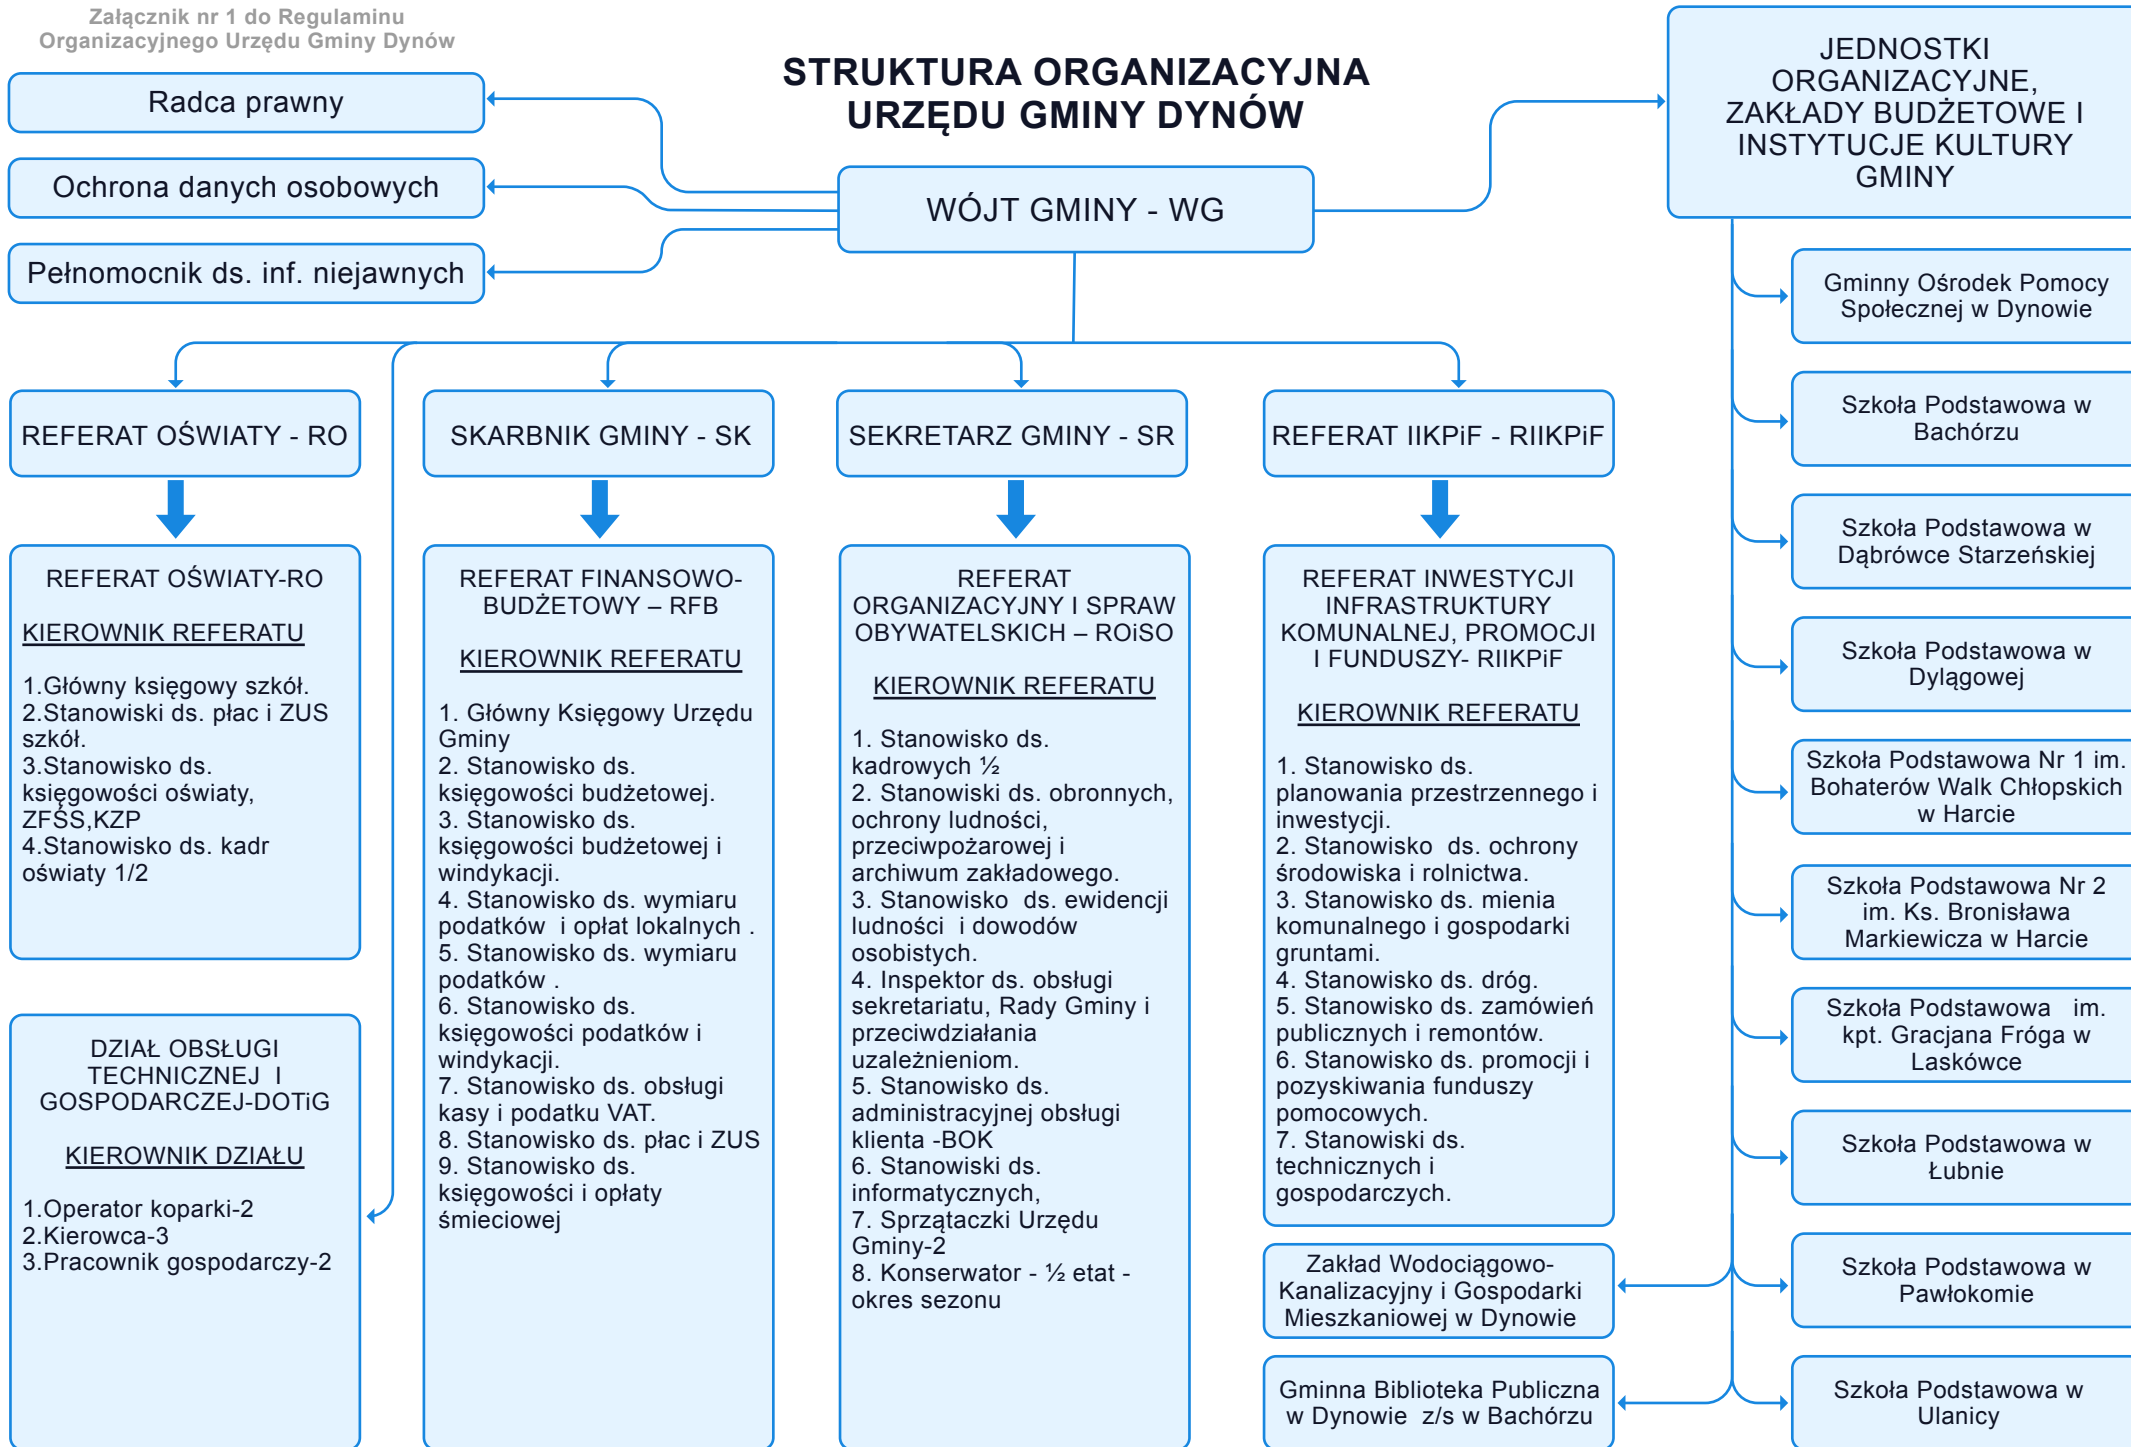 Załącznik nr 1 do Regulaminu
Organizacyjnego Urzędu Gminy Dynów
STRUKTURA ORGANIZACYJNA
URZĘDU GMINY DYNÓW
Radca prawny
Ochrona danych osobowych
Pełnomocnik ds. inf. niejawnych
WÓJT GMINY - WG
JEDNOSTKI
ORGANIZACYJNE,
ZAKŁADY BUDŻETOWE I
INSTYTUCJE KULTURY
GMINY
REFERAT OŚWIATY - RO
SKARBNIK GMINY - SK
SEKRETARZ GMINY - SR
REFERAT IIKPiF - RIIKPiF
REFERAT OŚWIATY-RO
KIEROWNIK REFERATU
1.Główny księgowy szkół.
2.Stanowiski ds. płac i ZUS
szkół.
3.Stanowisko ds.
księgowości oświaty,
ZFŚS,KZP
4.Stanowisko ds. kadr
oświaty 1/2
DZIAŁ OBSŁUGI
TECHNICZNEJ I
GOSPODARCZEJ-DOTiG
KIEROWNIK DZIAŁU
1.Operator koparki-2
2.Kierowca-3
3.Pracownik gospodarczy-2
REFERAT FINANSOWO-
BUDŻETOWY – RFB
KIEROWNIK REFERATU
1. Główny Księgowy Urzędu
Gminy
2. Stanowisko ds.
księgowości budżetowej.
3. Stanowisko ds.
księgowości budżetowej i
windykacji.
4. Stanowisko ds. wymiaru
podatków i opłat lokalnych .
5. Stanowisko ds. wymiaru
podatków .
6. Stanowisko ds.
księgowości podatków i
windykacji.
7. Stanowisko ds. obsługi
kasy i podatku VAT.
8. Stanowisko ds. płac i ZUS
9. Stanowisko ds.
księgowości i opłaty
śmieciowej
REFERAT
ORGANIZACYJNY I SPRAW
OBYWATELSKICH – ROiSO
KIEROWNIK REFERATU
1. Stanowisko ds.
kadrowych ½
2. Stanowiski ds. obronnych,
ochrony ludności,
przeciwpożarowej i
archiwum zakładowego.
3. Stanowisko ds. ewidencji
ludności i dowodów
osobistych.
4. Inspektor ds. obsługi
sekretariatu, Rady Gminy i
przeciwdziałania
uzależnieniom.
5. Stanowisko ds.
administracyjnej obsługi
klienta -BOK
6. Stanowiski ds.
informatycznych,
7. Sprzątaczki Urzędu
Gminy-2
8. Konserwator - ½ etat -
okres sezonu
REFERAT INWESTYCJI
INFRASTRUKTURY
KOMUNALNEJ, PROMOCJI
I FUNDUSZY- RIIKPiF
KIEROWNIK REFERATU
1. Stanowisko ds.
planowania przestrzennego i
inwestycji.
2. Stanowisko ds. ochrony
środowiska i rolnictwa.
3. Stanowisko ds. mienia
komunalnego i gospodarki
gruntami.
4. Stanowisko ds. dróg.
5. Stanowisko ds. zamówień
publicznych i remontów.
6. Stanowisko ds. promocji i
pozyskiwania funduszy
pomocowych.
7. Stanowiski ds.
technicznych i
gospodarczych.
Zakład Wodociągowo-
Kanalizacyjny i Gospodarki
Mieszkaniowej w Dynowie
Gminna Biblioteka Publiczna
w Dynowie z/s w Bachórzu
Gminny Ośrodek Pomocy
Społecznej w Dynowie
Szkoła Podstawowa w
Bachórzu
Szkoła Podstawowa w
Dąbrówce Starzeńskiej
Szkoła Podstawowa w
Dylągowej
Szkoła Podstawowa Nr 1 im.
Bohaterów Walk Chłopskich
w Harcie
Szkoła Podstawowa Nr 2
im. Ks. Bronisława
Markiewicza w Harcie
Szkoła Podstawowa im.
kpt. Gracjana Fróga w
Laskówce
Szkoła Podstawowa w
Łubnie
Szkoła Podstawowa w
Pawłokomie
Szkoła Podstawowa w
Ulanicy